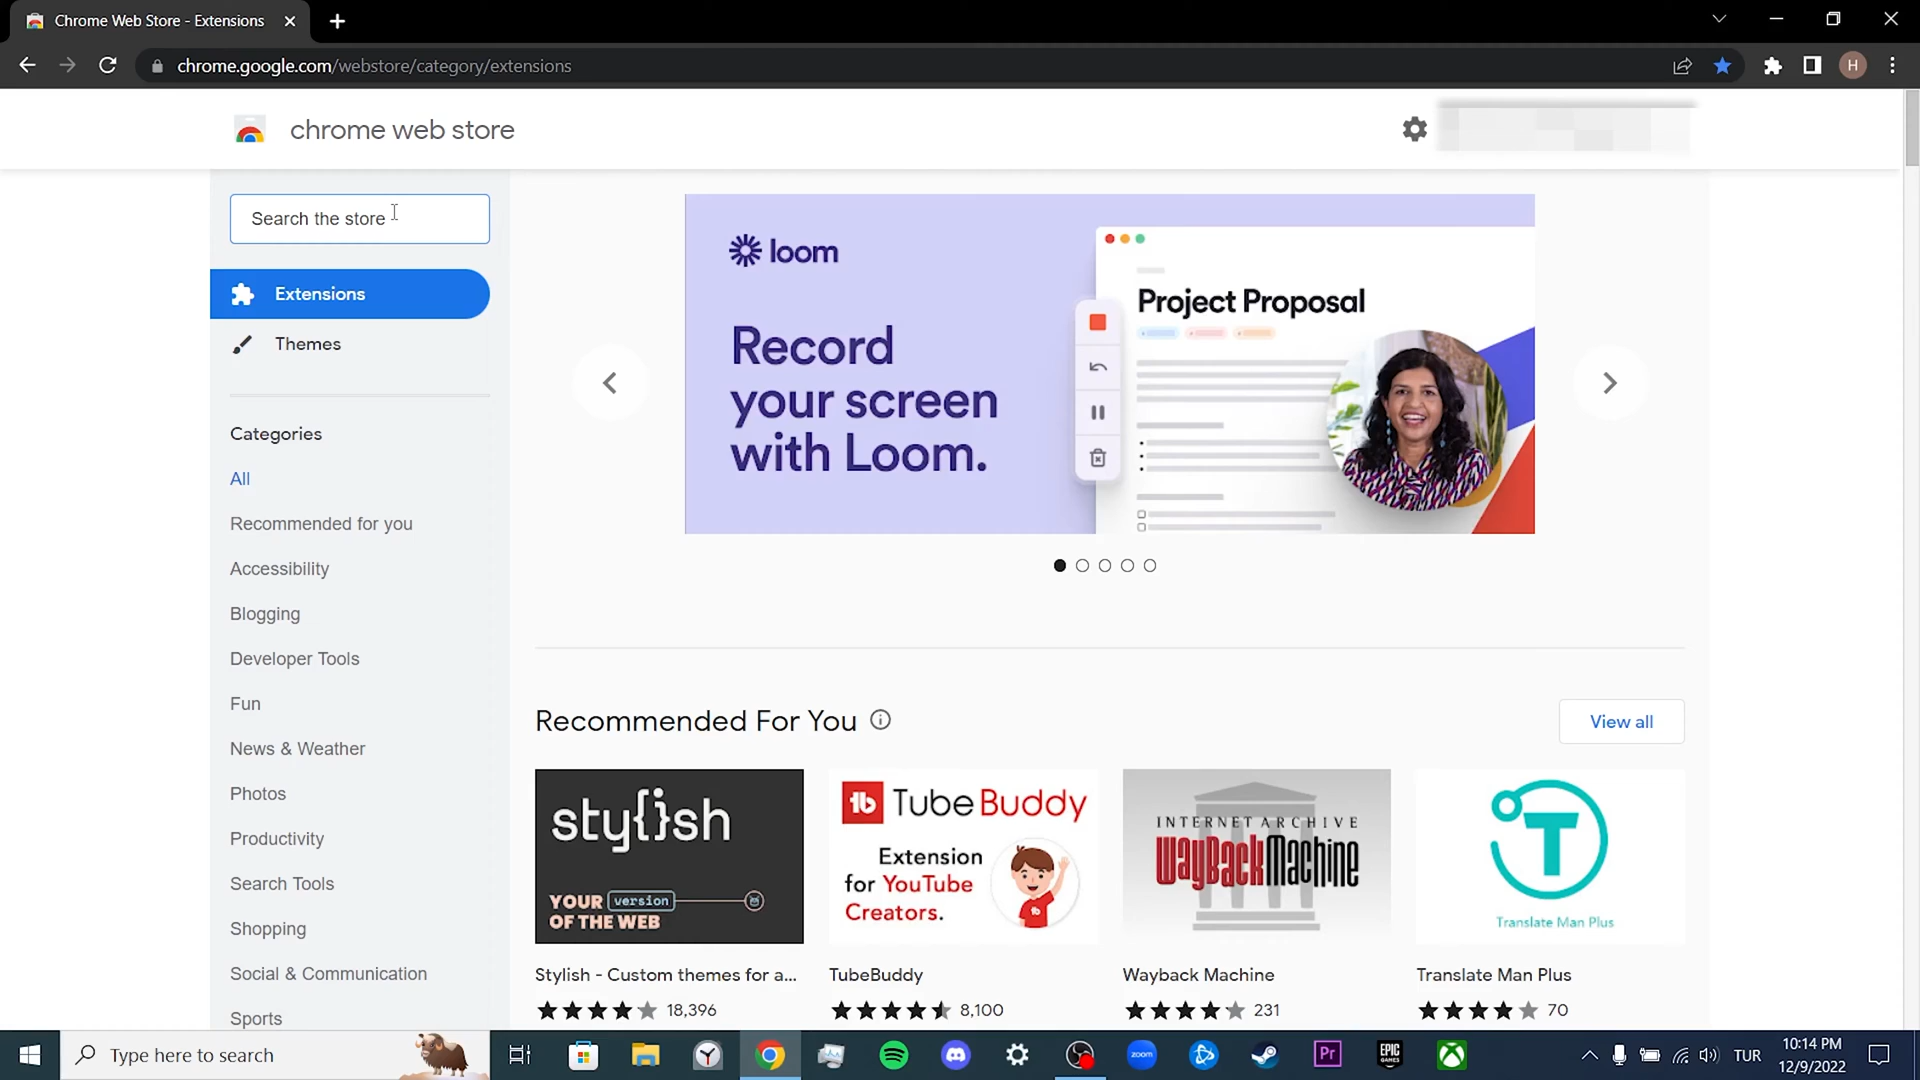 Chrome Web Store - Extensions
chrome.google.com/webstore/category/extensions
H
chrome web store
Search the store
Extensions
Themes
Categories
All
Recommended for you
Accessibility
Blogging
Developer Tools
Fun
News & Weather
Photos
Productivity
Search Tools
Shopping
Social & Communication
Sports
loom
Record
your screen
with Loom.
Project Proposal
Recommended For You
View all
sty{i}sh
YOUR version
OF THE WEB
TubeBuddy
Extension
for YouTube
Creators.
INTERNET ARCHIVE
WayBackMachine
Translate Man Plus
Stylish - Custom themes for a...
TubeBuddy
Wayback Machine
Translate Man Plus
18,396
8,100
231
70
Type here to search
zoom
Pr
EPIC
GAMES
TUR
10:14 PM
12/9/2022